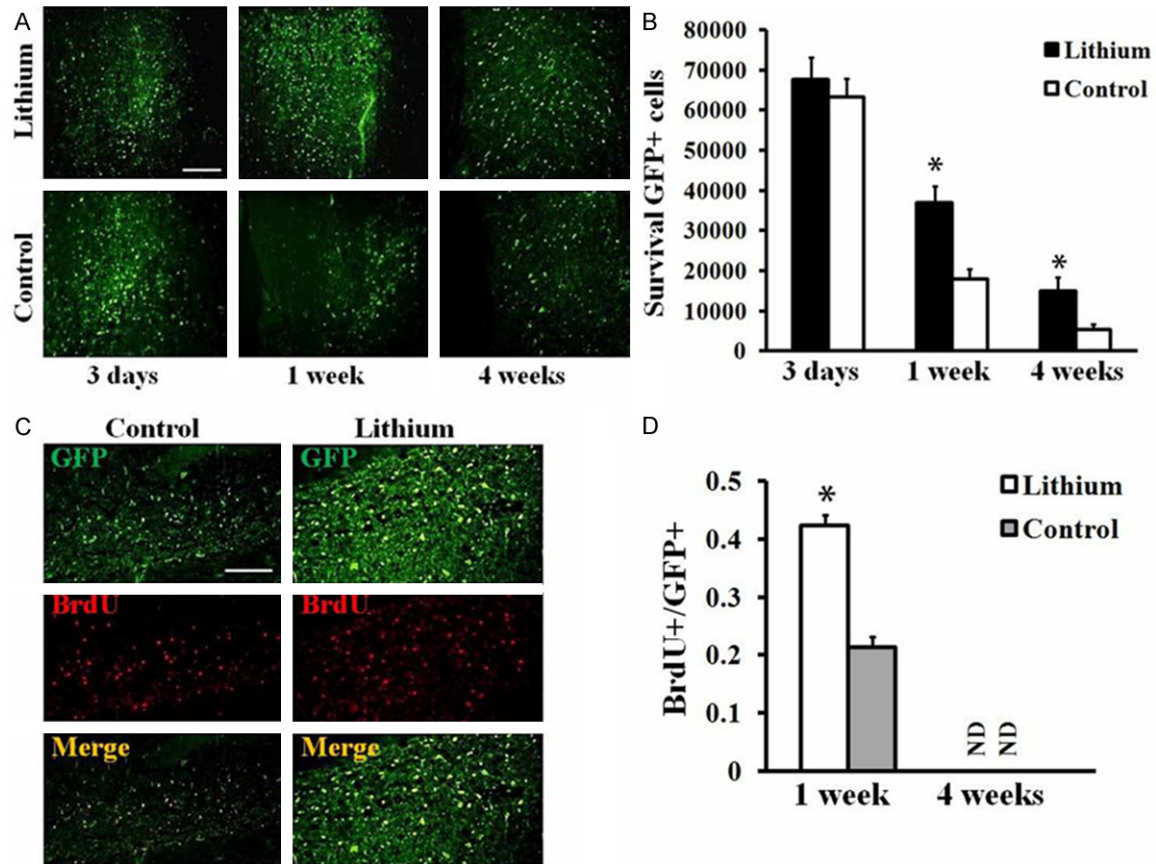 A
Lithium
Control
3 days
1 week
4 weeks
B
Survival GFP+ cells
80000
70000
60000
50000
40000
30000
20000
10000
0
Lithium
Control
*
*
3 days
1 week
4 weeks
C
Control
Lithium
GFP
GFP
BrdU
BrdU
Merge
Merge
D
BrdU+/GFP+
0.5
0.4
0.3
0.2
0.1
0
Lithium
Control
*
ND
ND
1 week
4 weeks